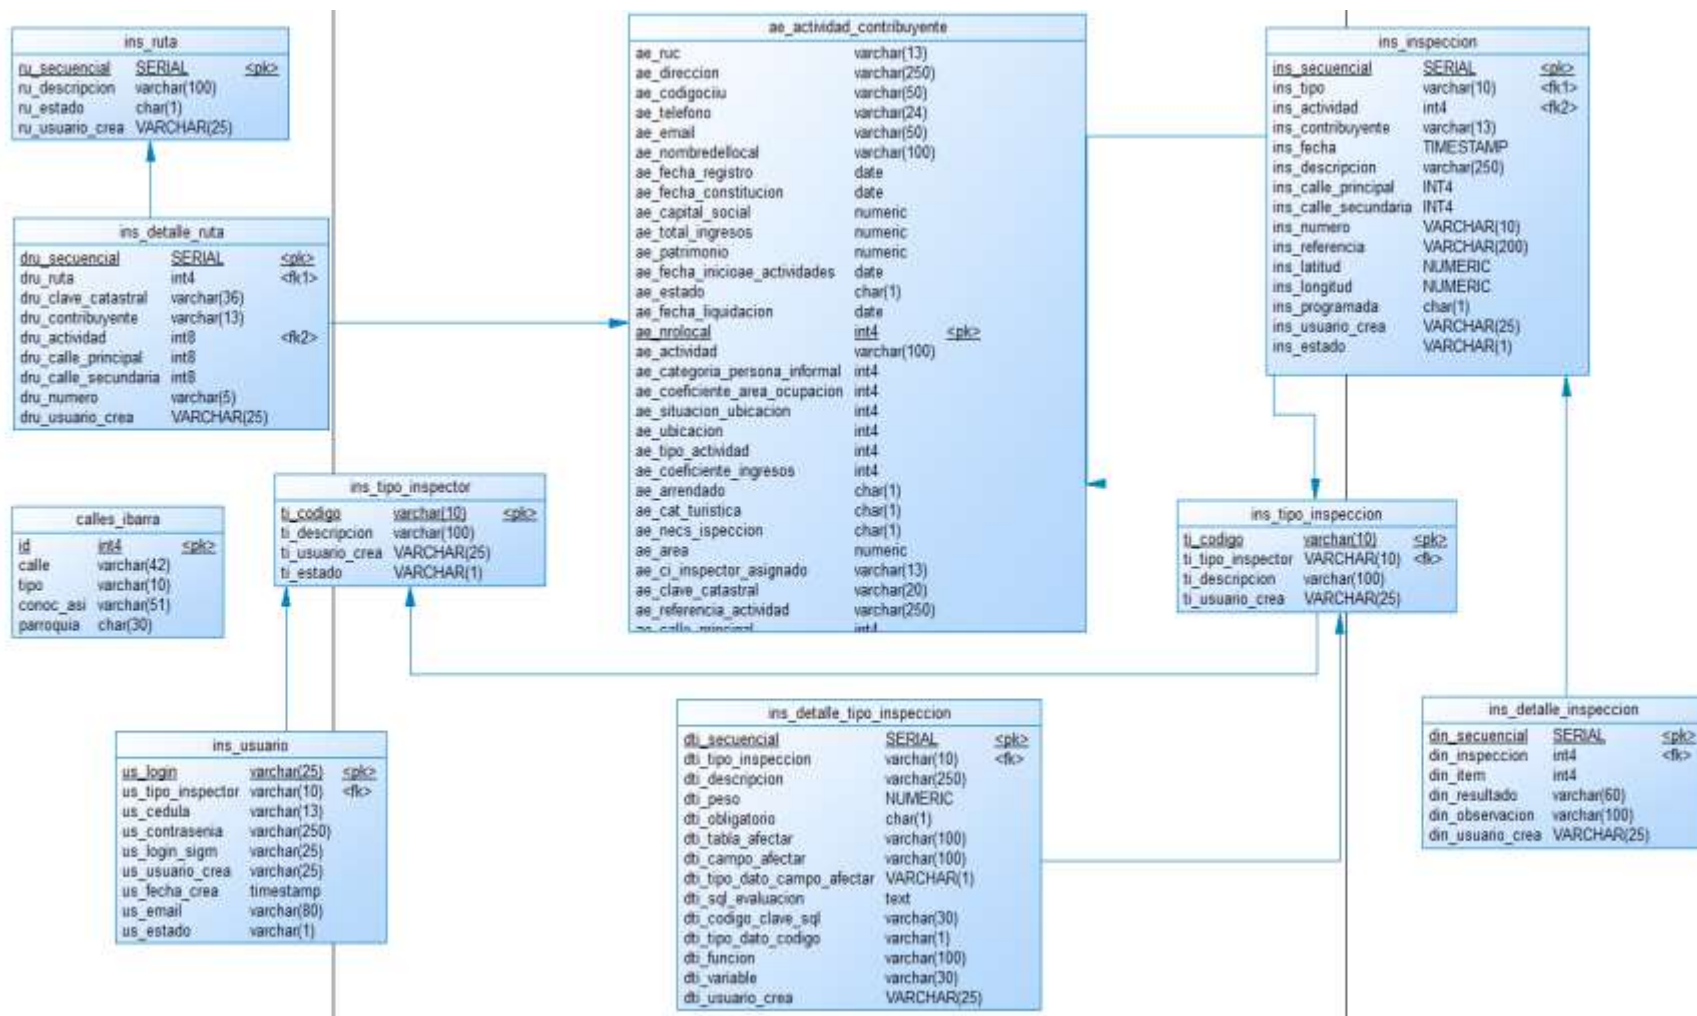 ins_ruta
ru_secuencial SERIAL <pk>
ru_descripcion varchar(100)
ru_estado char(1)
ru_usuario_crea VARCHAR(25)
ins_detalle_ruta
dru_secuencial SERIAL <pk>
dru_ruta int4 <fk1>
dru_clave_catastral varchar(36)
dru_contribuyente varchar(13)
dru_actividad int8 <fk2>
dru_calle_principal int8
dru_calle_secundaria int8
dru_numero varchar(5)
dru_usuario_crea VARCHAR(25)
calles_ibarra
id int4 <pk>
calle varchar(42)
tipo varchar(10)
conoc_asi varchar(51)
parroquia char(30)
ins_tipo_inspector
ti_codigo varchar(10) <pk>
ti_descripcion varchar(100)
ti_usuario_crea VARCHAR(25)
ti_estado VARCHAR(1)
ins_usuario
us_login varchar(25) <pk>
us_tipo_inspector varchar(10) <fk>
us_cedula varchar(13)
us_contrasenia varchar(250)
us_login_sigm varchar(25)
us_usuario_crea varchar(25)
us_fecha_crea timestamp
us_email varchar(80)
us_estado varchar(1)
ae_actividad_contribuyente
ae_ruc varchar(13)
ae_direccion varchar(250)
ae_codigociiu varchar(50)
ae_telefono varchar(24)
ae_email varchar(50)
ae_nombredellocal varchar(100)
ae_fecha_registro date
ae_fecha_constitucion date
ae_capital_social numeric
ae_total_ingresos numeric
ae_patrimonio numeric
ae_fecha_inicioae_actividades date
ae_estado char(1)
ae_fecha_liquidacion date
ae_nrolocal int4 <pk>
ae_actividad varchar(100)
ae_categoria_persona_informal int4
ae_coeficiente_area_ocupacion int4
ae_situacion_ubicacion int4
ae_ubicacion int4
ae_tipo_actividad int4
ae_coeficiente_ingresos int4
ae_arrendado char(1)
ae_cat_turistica char(1)
ae_necs_ispeccion char(1)
ae_area numeric
ae_ci_inspector_asignado varchar(13)
ae_clave_catastral varchar(20)
ae_referencia_actividad varchar(250)
ae_calle_principal int4
ins_detalle_tipo_inspeccion
dti_secuencial SERIAL <pk>
dti_tipo_inspeccion varchar(10) <fk>
dti_descripcion varchar(250)
dti_peso NUMERIC
dti_obligatorio char(1)
dti_tabla_afectar varchar(100)
dti_campo_afectar varchar(100)
dti_tipo_dato_campo_afectar VARCHAR(1)
dti_sql_evaluacion text
dti_codigo_clave_sql varchar(30)
dti_tipo_dato_codigo varchar(1)
dti_funcion varchar(100)
dti_variable varchar(30)
dti_usuario_crea VARCHAR(25)
ins_inspeccion
ins_secuencial SERIAL <pk>
ins_tipo varchar(10) <fk1>
ins_actividad int4 <fk2>
ins_contribuyente varchar(13)
ins_fecha TIMESTAMP
ins_descripcion varchar(250)
ins_calle_principal INT4
ins_calle_secundaria INT4
ins_numero VARCHAR(10)
ins_referencia VARCHAR(200)
ins_latitud NUMERIC
ins_longitud NUMERIC
ins_programada char(1)
ins_usuario_crea VARCHAR(25)
ins_estado VARCHAR(1)
ins_tipo_inspeccion
ti_codigo varchar(10) <pk>
ti_tipo_inspector VARCHAR(10) <fk>
ti_descripcion varchar(100)
ti_usuario_crea VARCHAR(25)
ins_detalle_inspeccion
din_secuencial SERIAL <pk>
din_inspeccion int4 <fk>
din_item int4
din_resultado varchar(60)
din_observacion varchar(100)
din_usuario_crea VARCHAR(25)